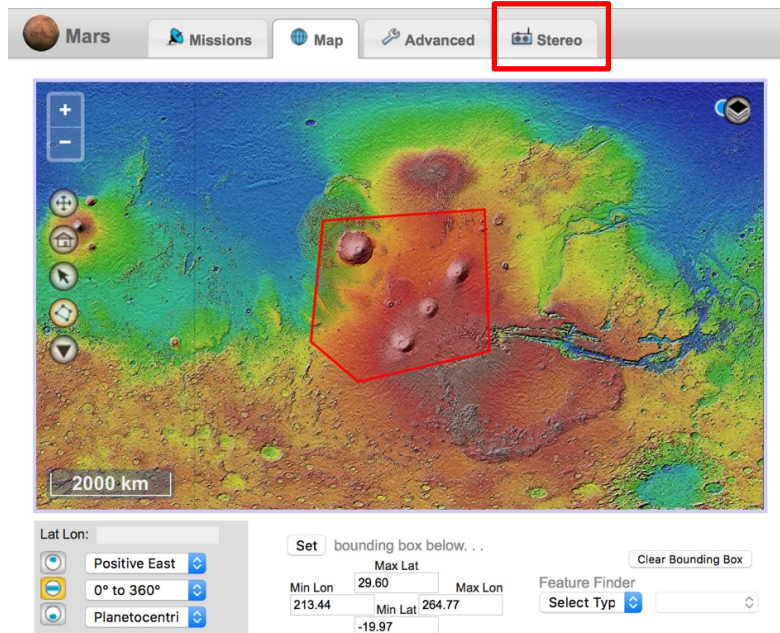 Mars Missions Map Advanced Stereo
+
−
2000 km
Lat Lon:
Positive East
0° to 360°
Planetocentri
Set bounding box below. . .
Max Lat
29.60
Min Lon Max Lon
213.44 264.77
Min Lat
-19.97
Clear Bounding Box
Feature Finder
Select Typ